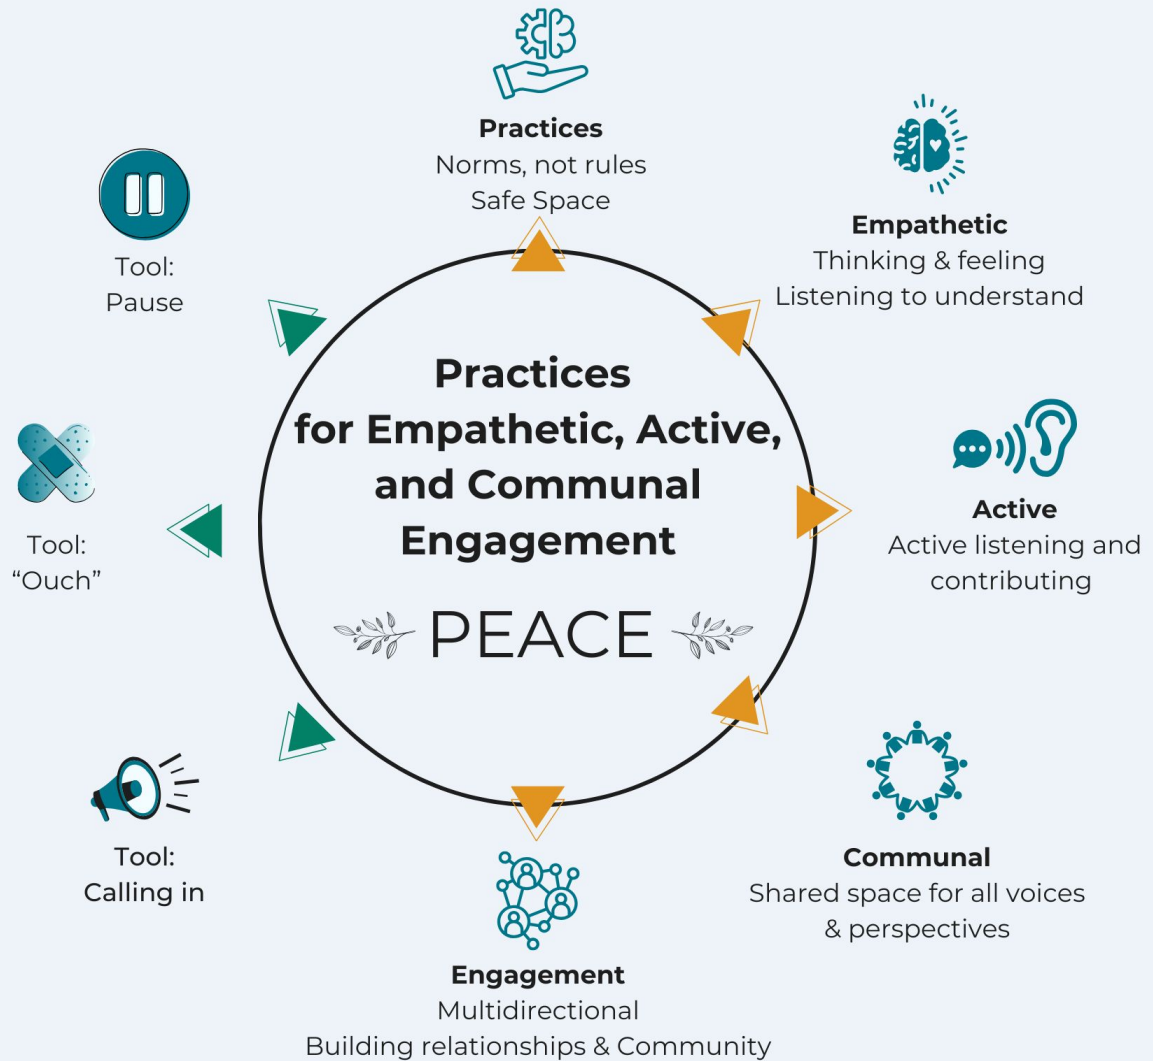 Practices
Norms, not rules
Safe Space
Empathetic
Thinking & feeling
Listening to understand
Active
Active listening and
contributing
Communal
Shared space for all voices
& perspectives
Engagement
Multidirectional
Building relationships & Community
Tool:
Calling in
Tool:
“Ouch”
Tool:
Pause
Practices
for Empathetic, Active,
and Communal
Engagement
PEACE